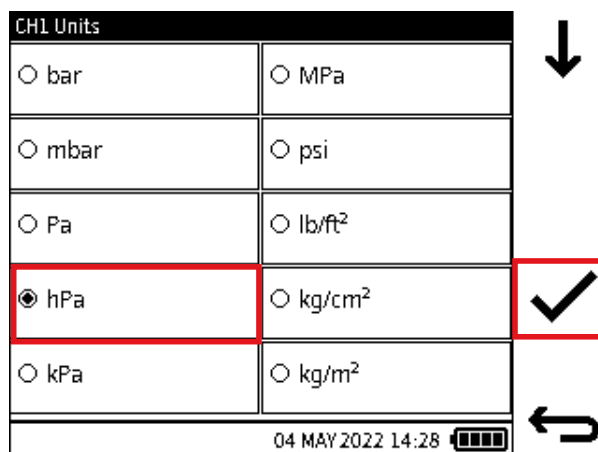 CH1 Units
bar
MPa
mbar
psi
Pa
lb/ft²
hPa
kg/cm²
kPa
kg/m²
04 MAY 2022 14:28